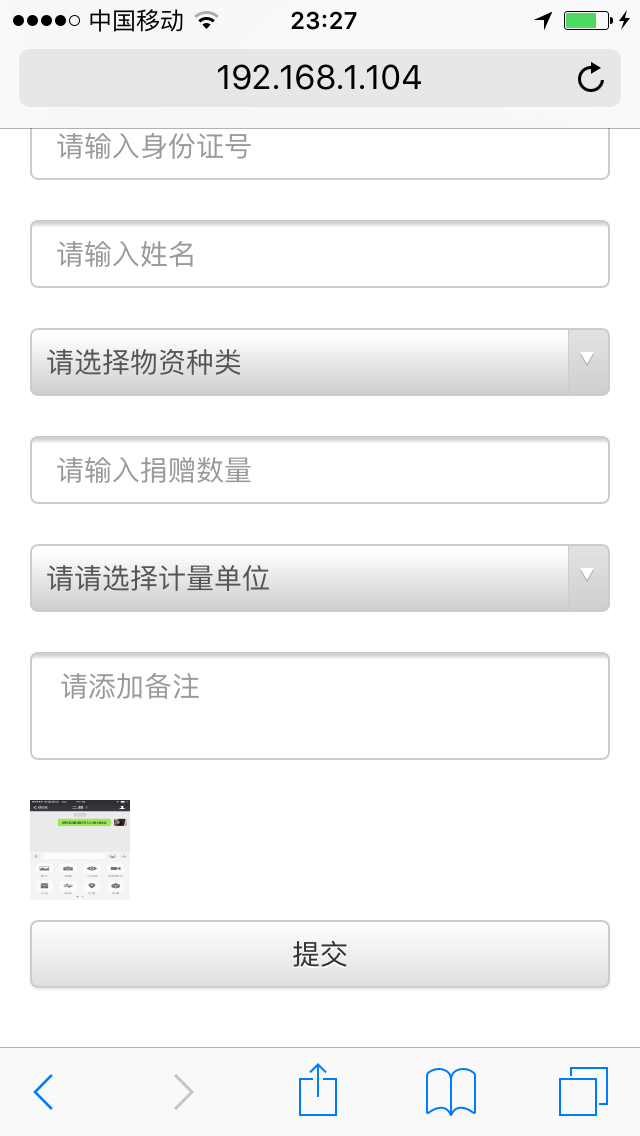 中国移动 23:27
192.168.1.104
请输入身份证号
请输入姓名
请选择物资种类
请输入捐赠数量
请请选择计量单位
请添加备注
提交